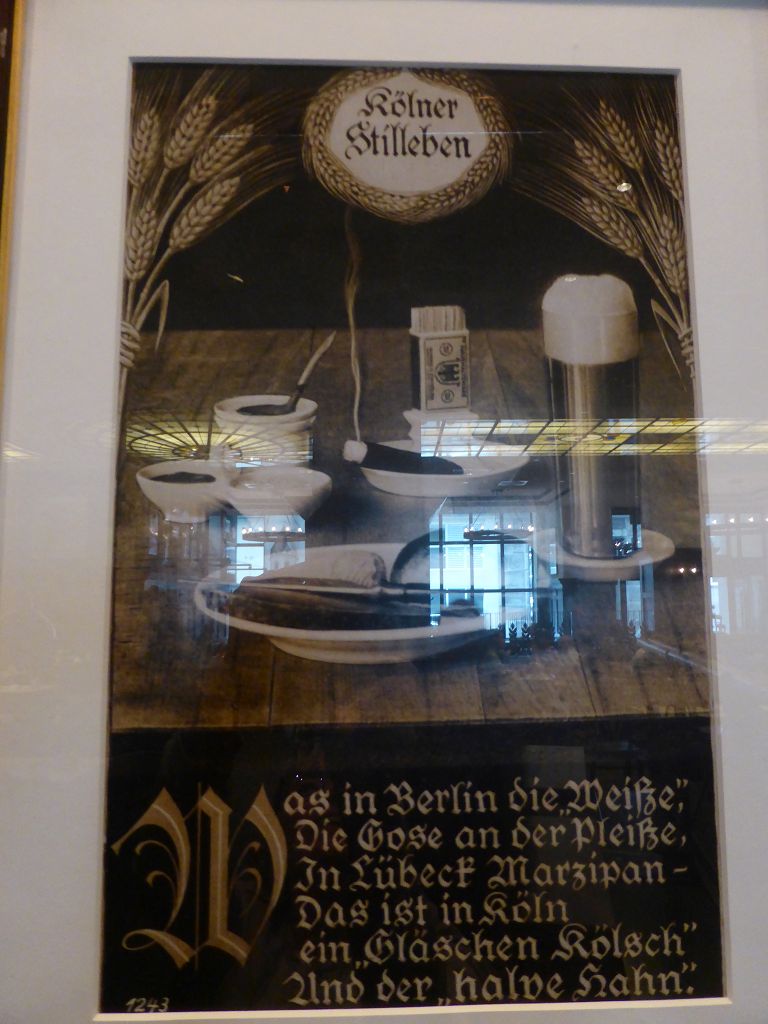 Kölner
Stilleben
Was in Berlin die „Weiße“,
Die Gose an der Pleiße,
In Lübeck Marzipan-
Das ist in Köln
ein „Gläschen Kölsch“
Und der „halve Hahn“.
1243